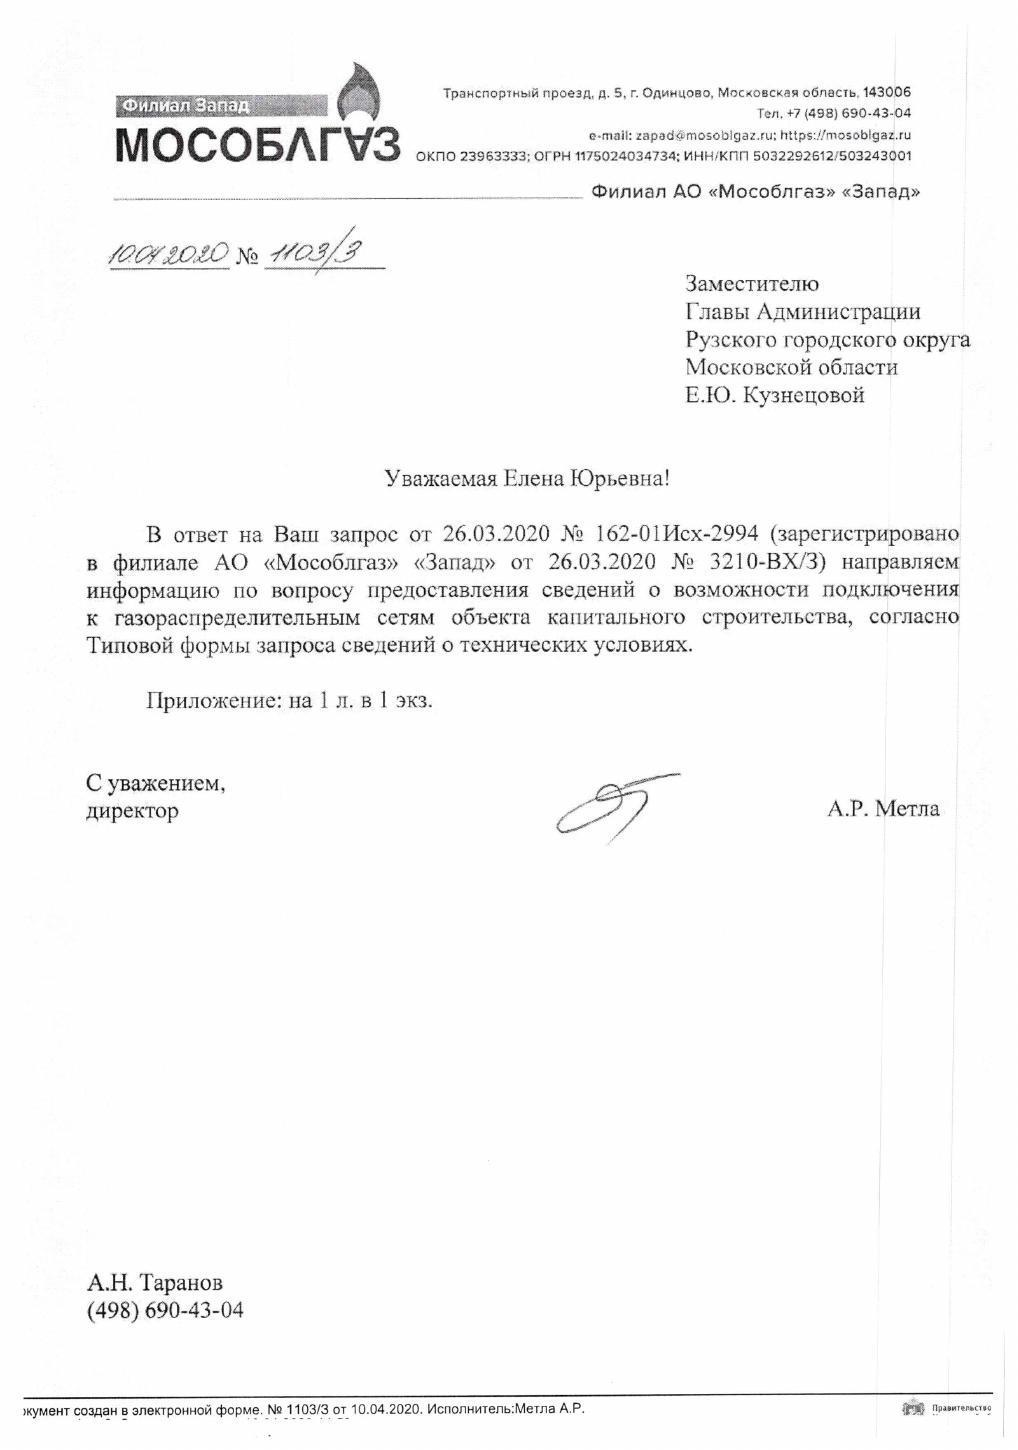 Филиал Запад
МОСОБЛГАЗ
Транспортный проезд, д. 5, г. Одинцово, Московская область, 143006
Тел. +7 (498) 690-43-04
e-mail: zapad@mosoblgaz.ru; https://mosoblgaz.ru
ОКПО 23963333; ОГРН 1175024034734; ИНН/КПП 5032292612/503243001
Филиал АО «Мособлгаз» «Запад»
10.04.2020 № 1103/З
Заместителю
Главы Администрации
Рузского городского округа
Московской области
Е.Ю. Кузнецовой
Уважаемая Елена Юрьевна!
В ответ на Ваш запрос от 26.03.2020 № 162-01Исх-2994 (зарегистрировано
в филиале АО «Мособлгаз» «Запад» от 26.03.2020 № 3210-ВХ/З) направляем
информацию по вопросу предоставления сведений о возможности подключения
к газораспределительным сетям объекта капитального строительства, согласно
Типовой формы запроса сведений о технических условиях.
Приложение: на 1 л. в 1 экз.
С уважением,
директор
А.Р. Метла
А.Н. Таранов
(498) 690-43-04
окумент создан в электронной форме. № 1103/З от 10.04.2020. Исполнитель:Метла А.Р.
Правительство